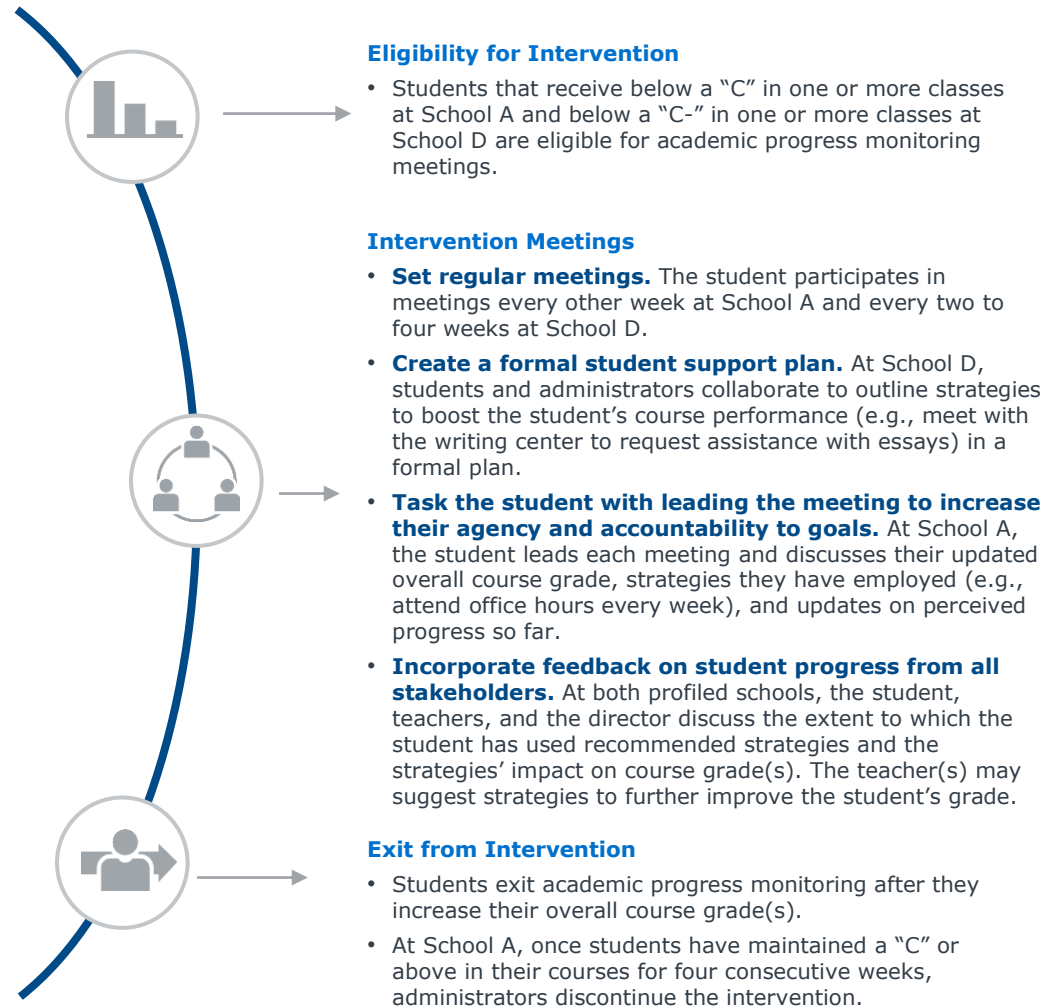 Eligibility for Intervention
• Students that receive below a “C” in one or more classes
at School A and below a “C-” in one or more classes at
School D are eligible for academic progress monitoring
meetings.
Intervention Meetings
• Set regular meetings. The student participates in
meetings every other week at School A and every two to
four weeks at School D.
• Create a formal student support plan. At School D,
students and administrators collaborate to outline strategies
to boost the student’s course performance (e.g., meet with
the writing center to request assistance with essays) in a
formal plan.
• Task the student with leading the meeting to increase
their agency and accountability to goals. At School A,
the student leads each meeting and discusses their updated
overall course grade, strategies they have employed (e.g.,
attend office hours every week), and updates on perceived
progress so far.
• Incorporate feedback on student progress from all
stakeholders. At both profiled schools, the student,
teachers, and the director discuss the extent to which the
student has used recommended strategies and the
strategies’ impact on course grade(s). The teacher(s) may
suggest strategies to further improve the student’s grade.
Exit from Intervention
• Students exit academic progress monitoring after they
increase their overall course grade(s).
• At School A, once students have maintained a “C” or
above in their courses for four consecutive weeks,
administrators discontinue the intervention.